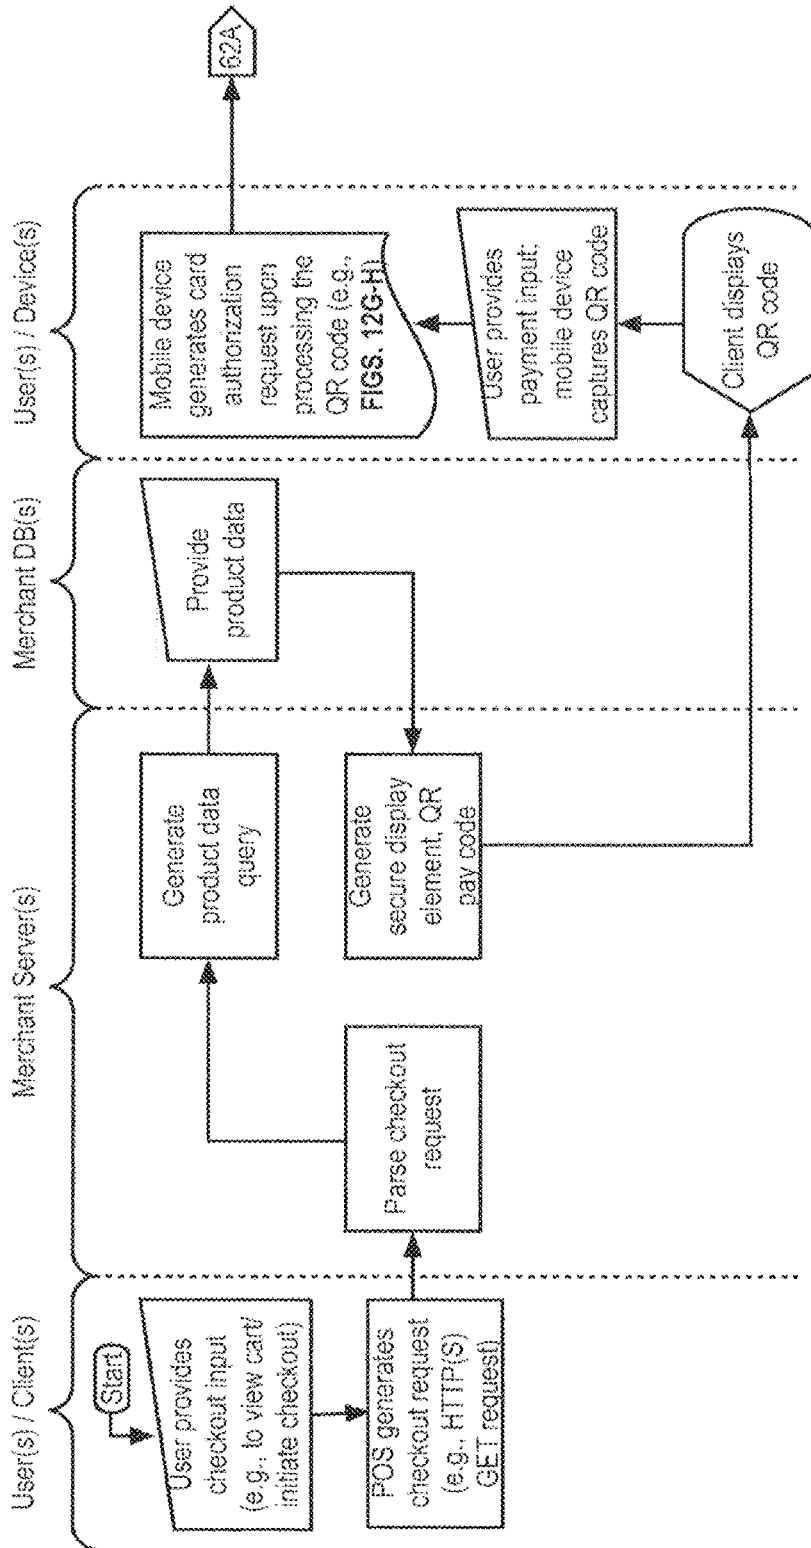 User(s) / Client(s)
Merchant Server(s)
Merchant DB(s)
User(s) / Device(s)
Start
User provides
checkout input
(e.g., to view cart/
initiate checkout)
POS generates
checkout request
(e.g., HTTP(S)
GET request)
Parse checkout
request
Generate
product data
query
Provide
product data
Generate
secure display
element, QR
pay code
Client displays
QR code
User provides
payment input;
mobile device
captures QR code
Mobile device
generates card
authorization
request upon
processing the
QR code (e.g.,
FIGS. 12G-H)
62A